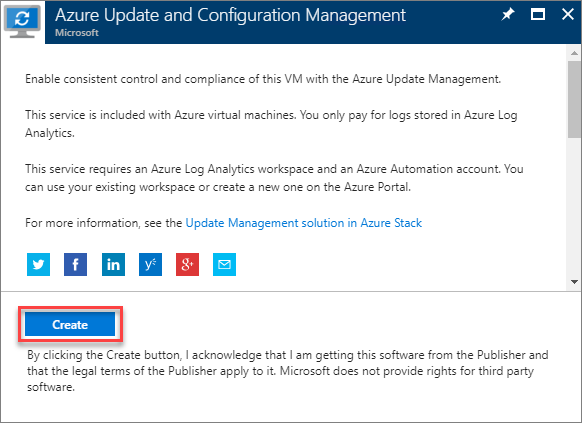 Azure Update and Configuration Management
Microsoft
Enable consistent control and compliance of this VM with the Azure Update Management.
This service is included with Azure virtual machines. You only pay for logs stored in Azure Log
Analytics.
This service requires an Azure Log Analytics workspace and an Azure Automation account. You
can use your existing workspace or create a new one on the Azure Portal.
For more information, see the Update Management solution in Azure Stack
f in y g+
Create
By clicking the Create button, I acknowledge that I am getting this software from the Publisher and
that the legal terms of the Publisher apply to it. Microsoft does not provide rights for third party
software.